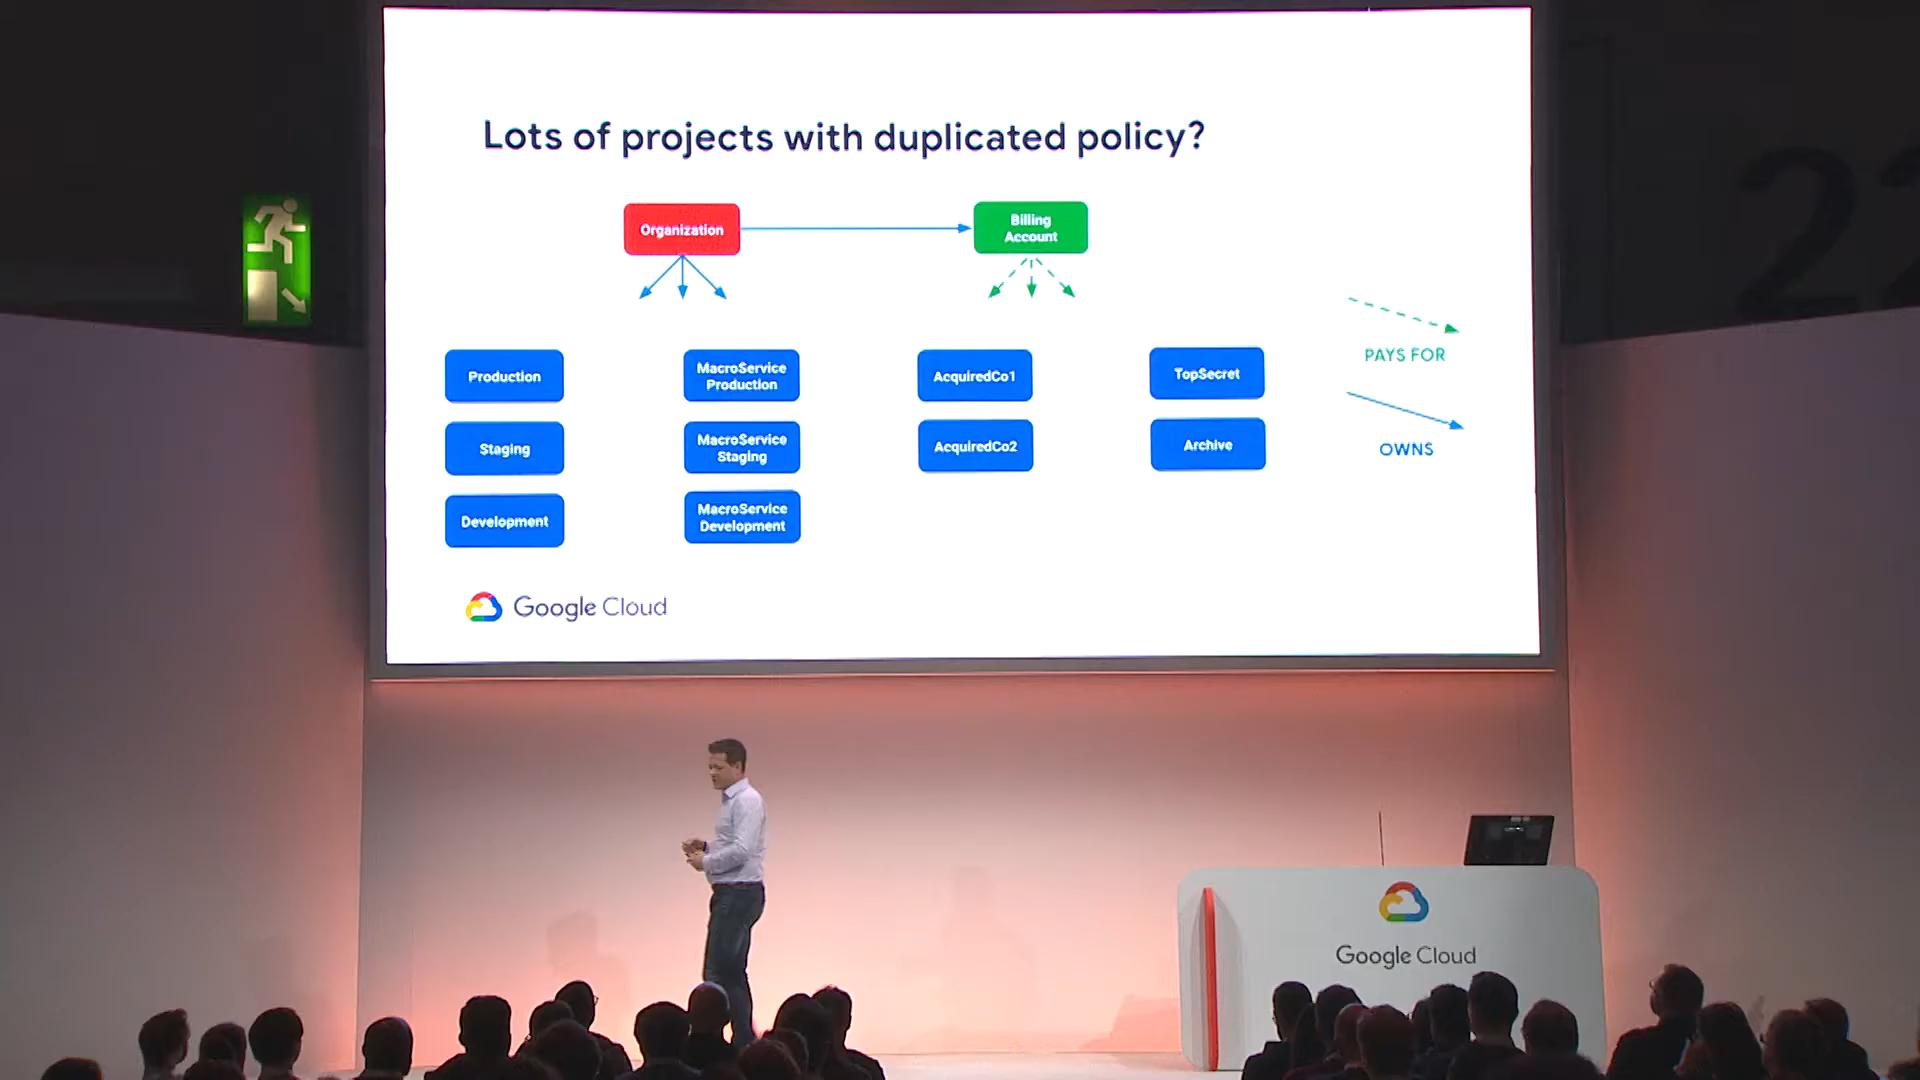 Lots of projects with duplicated policy?
Organization
Billing
Account
Production
MacroService
Production
AcquiredCo1
TopSecret
PAYS FOR
Staging
MacroService
Staging
AcquiredCo2
Archive
OWNS
Development
MacroService
Development
Google Cloud
Google Cloud